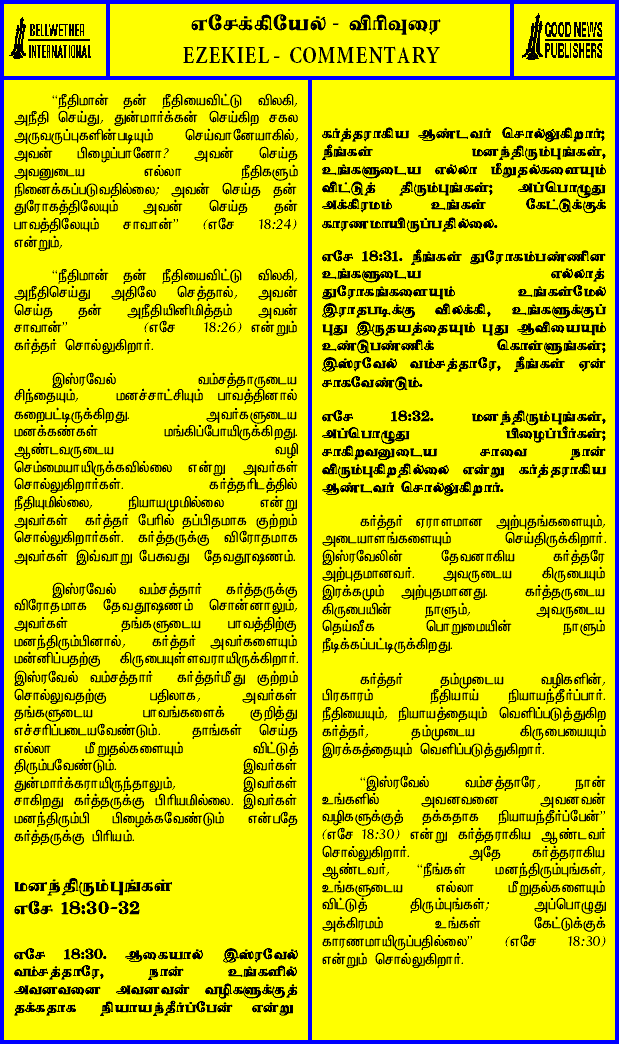 BELLWETHER
INTERNATIONAL
எசேக்கியேல் - விரிவுரை
EZEKIEL - COMMENTARY
GOOD NEWS
PUBLISHERS
“நீதிமான் தன் நீதியைவிட்டு விலகி,
அநீதி செய்து, துன்மார்க்கன் செய்கிற சகல
அருவருப்புகளின்படியும் செய்வானேயாகில்,
அவன் பிழைப்பானோ? அவன் செய்த
அவனுடைய எல்லா நீதிகளும்
நினைக்கப்படுவதில்லை; அவன் செய்த தன்
துரோகத்திலேயும் அவன் செய்த தன்
பாவத்திலேயும் சாவான்” (எசே 18:24)
என்றும்,
“நீதிமான் தன் நீதியைவிட்டு விலகி,
அநீதிசெய்து அதிலே செத்தால், அவன்
செய்த தன் அநீதியினிமித்தம் அவன்
சாவான்” (எசே 18:26) என்றும்
கர்த்தர் சொல்லுகிறார்.
இஸ்ரவேல் வம்சத்தாருடைய
சிந்தையும், மனச்சாட்சியும் பாவத்தினால்
கறைபட்டிருக்கிறது. அவர்களுடைய
மனக்கண்கள் மங்கிப்போயிருக்கிறது.
ஆண்டவருடைய வழி
செம்மையாயிருக்கவில்லை என்று அவர்கள்
சொல்லுகிறார்கள். கர்த்தரிடத்தில்
நீதியுமில்லை, நியாயமுமில்லை என்று
அவர்கள் கர்த்தர் பேரில் தப்பிதமாக குற்றம்
சொல்லுகிறார்கள். கர்த்தருக்கு விரோதமாக
அவர்கள் இவ்வாறு பேசுவது தேவதூஷணம்.
இஸ்ரவேல் வம்சத்தார் கர்த்தருக்கு
விரோதமாக தேவதூஷணம் சொன்னாலும்,
அவர்கள் தங்களுடைய பாவத்திற்கு
மனந்திரும்பினால், கர்த்தர் அவர்களையும்
மன்னிப்பதற்கு கிருபையுள்ளவராயிருக்கிறார்.
இஸ்ரவேல் வம்சத்தார் கர்த்தர்மீது குற்றம்
சொல்லுவதற்கு பதிலாக, அவர்கள்
தங்களுடைய பாவங்களைக் குறித்து
எச்சரிப்படையவேண்டும். தாங்கள் செய்த
எல்லா மீறுதல்களையும் விட்டுத்
திரும்பவேண்டும். இவர்கள்
துன்மார்க்கராயிருந்தாலும், இவர்கள்
சாகிறது கர்த்தருக்கு பிரியமில்லை. இவர்கள்
மனந்திரும்பி பிழைக்கவேண்டும் என்பதே
கர்த்தருக்கு பிரியம்.
மனந்திரும்புங்கள்
எசே 18:30-32
எசே 18:30. ஆகையால் இஸ்ரவேல்
வம்சத்தாரே, நான் உங்களில்
அவனவனை அவனவன் வழிகளுக்குத்
தக்கதாக நியாயந்தீர்ப்பேன் என்று
கர்த்தராகிய ஆண்டவர் சொல்லுகிறார்;
நீங்கள் மனந்திரும்புங்கள்,
உங்களுடைய எல்லா மீறுதல்களையும்
விட்டுத் திரும்புங்கள்; அப்பொழுது
அக்கிரமம் உங்கள் கேட்டுக்குக்
காரணமாயிருப்பதில்லை.
எசே 18:31. நீங்கள் துரோகம்பண்ணின
உங்களுடைய எல்லாத்
துரோகங்களையும் உங்கள்மேல்
இராதபடிக்கு விலக்கி, உங்களுக்குப்
புது இருதயத்தையும் புது ஆவியையும்
உண்டுபண்ணிக் கொள்ளுங்கள்;
இஸ்ரவேல் வம்சத்தாரே, நீங்கள் ஏன்
சாகவேண்டும்.
எசே 18:32. மனந்திரும்புங்கள்,
அப்பொழுது பிழைப்பீர்கள்;
சாகிறவனுடைய சாவை நான்
விரும்புகிறதில்லை என்று கர்த்தராகிய
ஆண்டவர் சொல்லுகிறார்.
கர்த்தர் ஏராளமான அற்புதங்களையும்,
அடையாளங்களையும் செய்திருக்கிறார்.
இஸ்ரவேலின் தேவனாகிய கர்த்தரே
அற்புதமானவர். அவருடைய கிருபையும்
இரக்கமும் அற்புதமானது. கர்த்தருடைய
கிருபையின் நாளும், அவருடைய
தெய்வீக பொறுமையின் நாளும்
நீடிக்கப்பட்டிருக்கிறது.
கர்த்தர் தம்முடைய வழிகளின்,
பிரகாரம் நீதியாய் நியாயந்தீர்ப்பார்.
நீதியையும், நியாயத்தையும் வெளிப்படுத்துகிற
கர்த்தர், தம்முடைய கிருபையையும்
இரக்கத்தையும் வெளிப்படுத்துகிறார்.
“இஸ்ரவேல் வம்சத்தாரே, நான்
உங்களில் அவனவனை அவனவன்
வழிகளுக்குத் தக்கதாக நியாயந்தீர்ப்பேன்”
(எசே 18:30) என்று கர்த்தராகிய ஆண்டவர்
சொல்லுகிறார். அதே கர்த்தராகிய
ஆண்டவர், “நீங்கள் மனந்திரும்புங்கள்,
உங்களுடைய எல்லா மீறுதல்களையும்
விட்டுத் திரும்புங்கள்; அப்பொழுது
அக்கிரமம் உங்கள் கேட்டுக்குக்
காரணமாயிருப்பதில்லை” (எசே 18:30)
என்றும் சொல்லுகிறார்.